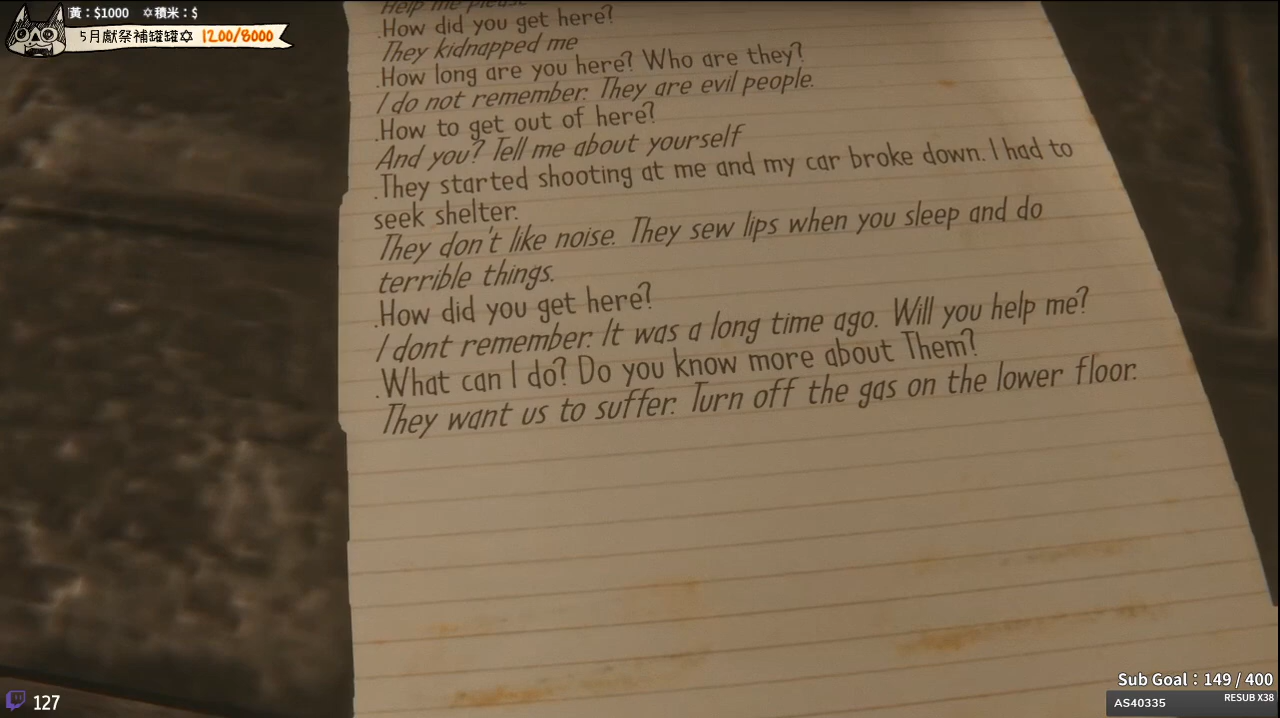 黃：$1000 ✡積米：$
5月獻祭補罐罐✡ 1200/8000
Help me please
.How did you get here?
They kidnapped me
.How long are you here? Who are they?
I do not remember. They are evil people.
.How to get out of here?
And you? Tell me about yourself
.They started shooting at me and my car broke down. I had to
seek shelter.
They don't like noise. They sew lips when you sleep and do
terrible things.
.How did you get here?
I dont remember. It was a long time ago. Will you help me?
.What can I do? Do you know more about Them?
They want us to suffer. Turn off the gas on the lower floor.
127
Sub Goal：149 / 400
AS40335
RESUB X38